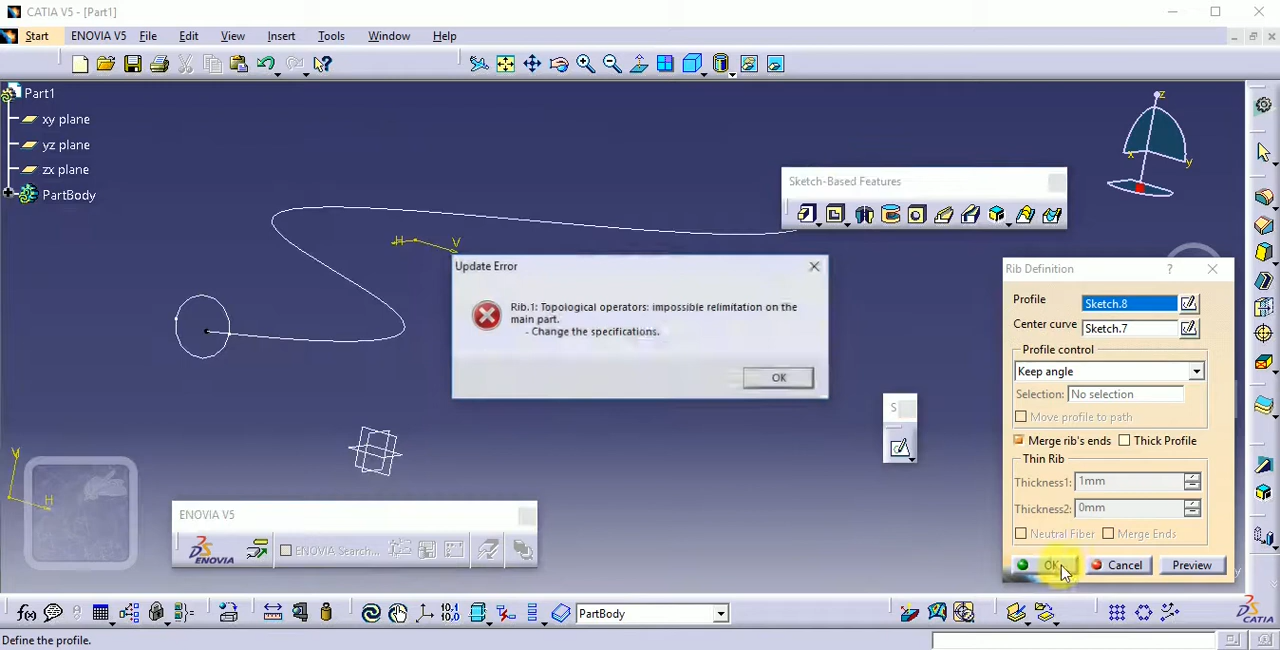 CATIA V5 - [Part1]
Start ENOVIA V5 File Edit View Insert Tools Window Help
Part1
xy plane
yz plane
zx plane
PartBody
z
x
y
Sketch-Based Features
H V
Update Error
Rib.1: Topological operators: impossible relimitation on the
main part.
- Change the specifications.
OK
Rib Definition
Profile Sketch.8
Center curve Sketch.7
Profile control
Keep angle
Selection: No selection
Move profile to path
Merge rib's ends Thick Profile
Thin Rib
Thickness1: 1mm
Thickness2: 0mm
Neutral Fiber Merge Ends
OK Cancel Preview
S
V
H
ENOVIA V5
ENOVIA
ENOVIA Search...
y
f(x) 10.1 PartBody
CATIA
Define the profile.